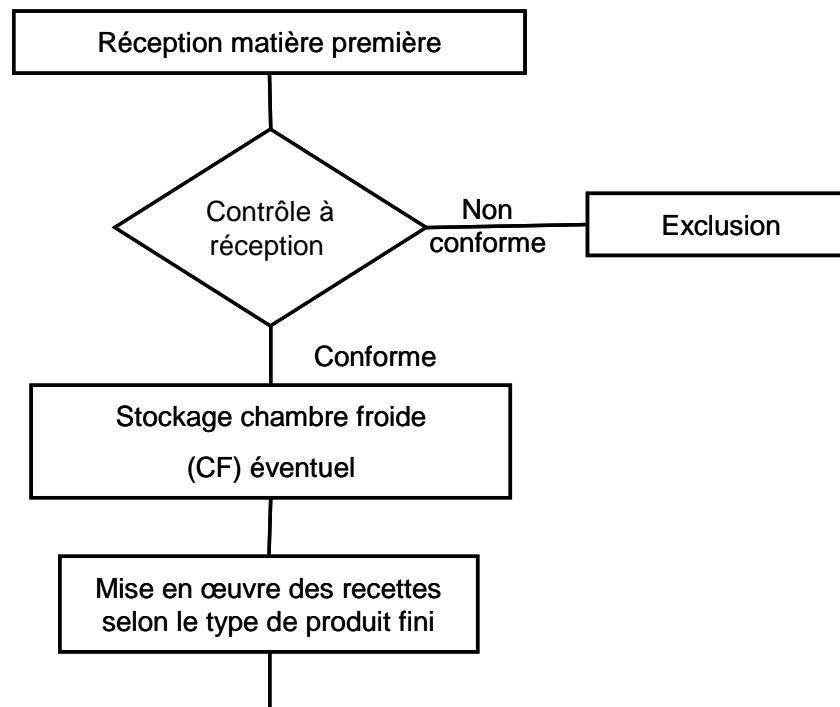 Réception matière première
Contrôle à
réception
Non
conforme
Exclusion
Conforme
Stockage chambre froide
(CF) éventuel
Mise en œuvre des recettes
selon le type de produit fini